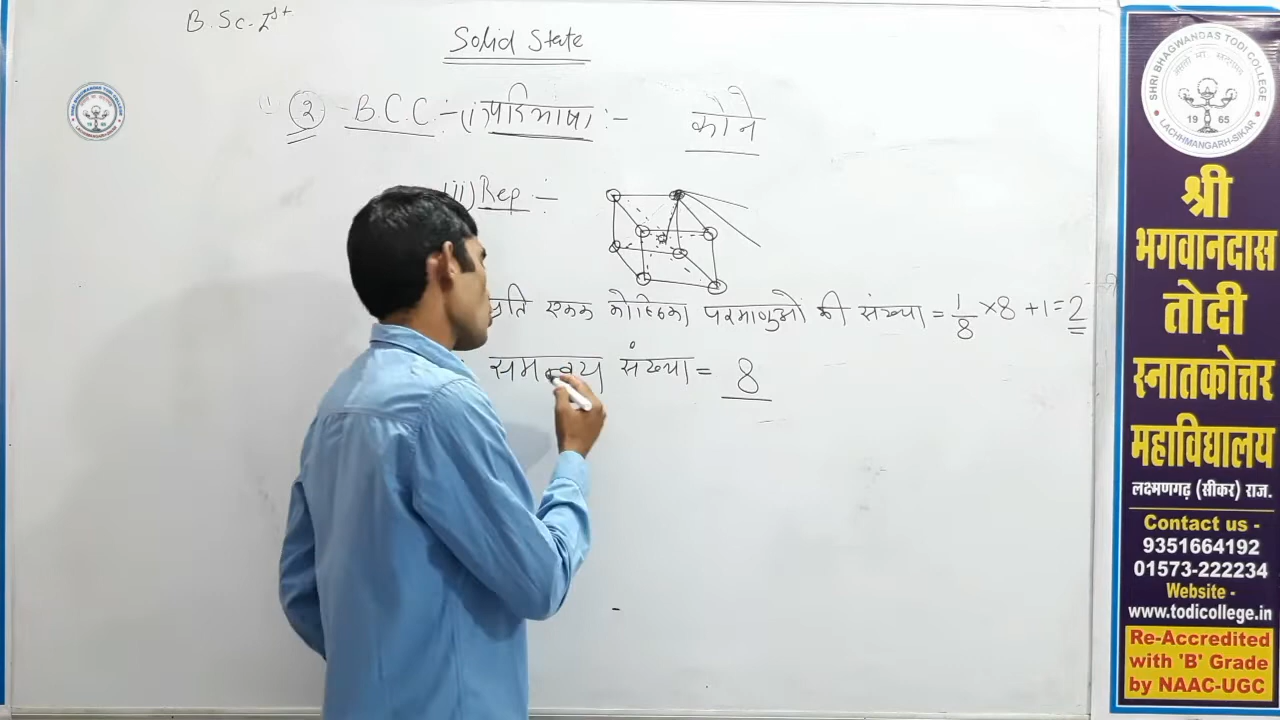 B.Sc. Ist
Solid State
(2) - B.C.C. :- (i) परिभाषा :- कोने
(ii) Rep :-
प्रति एकक कोष्ठिका परमाणुओं की संख्या = 1/8 × 8 + 1 = 2
समन्वय संख्या = 8
SHRI BHAGWANDAS TODI COLLEGE
1965
LACHHMANGARH-SIKAR
श्री
भगवानदास
तोदी
स्नातकोत्तर
महाविद्यालय
लक्ष्मणगढ़ (सीकर) राज.
Contact us -
9351664192
01573-222234
Website -
www.todicollege.in
Re-Accredited
with 'B' Grade
by NAAC-UGC